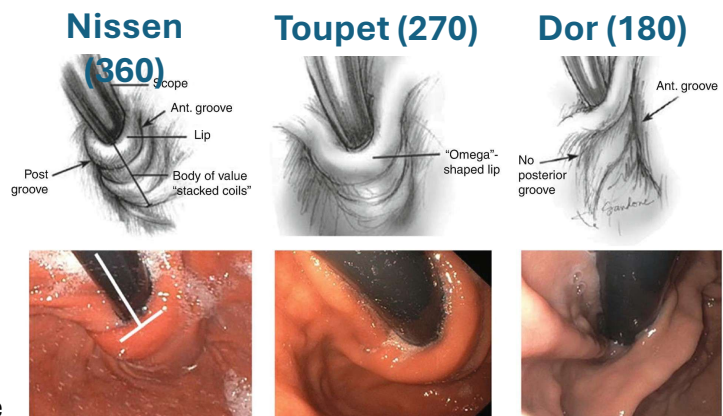 Nissen
(360)
Toupet (270)
Dor (180)
Scope
Ant. groove
Lip
Post
groove
Body of value
“stacked coils”
“Omega”-
shaped lip
Ant. groove
No
posterior
groove